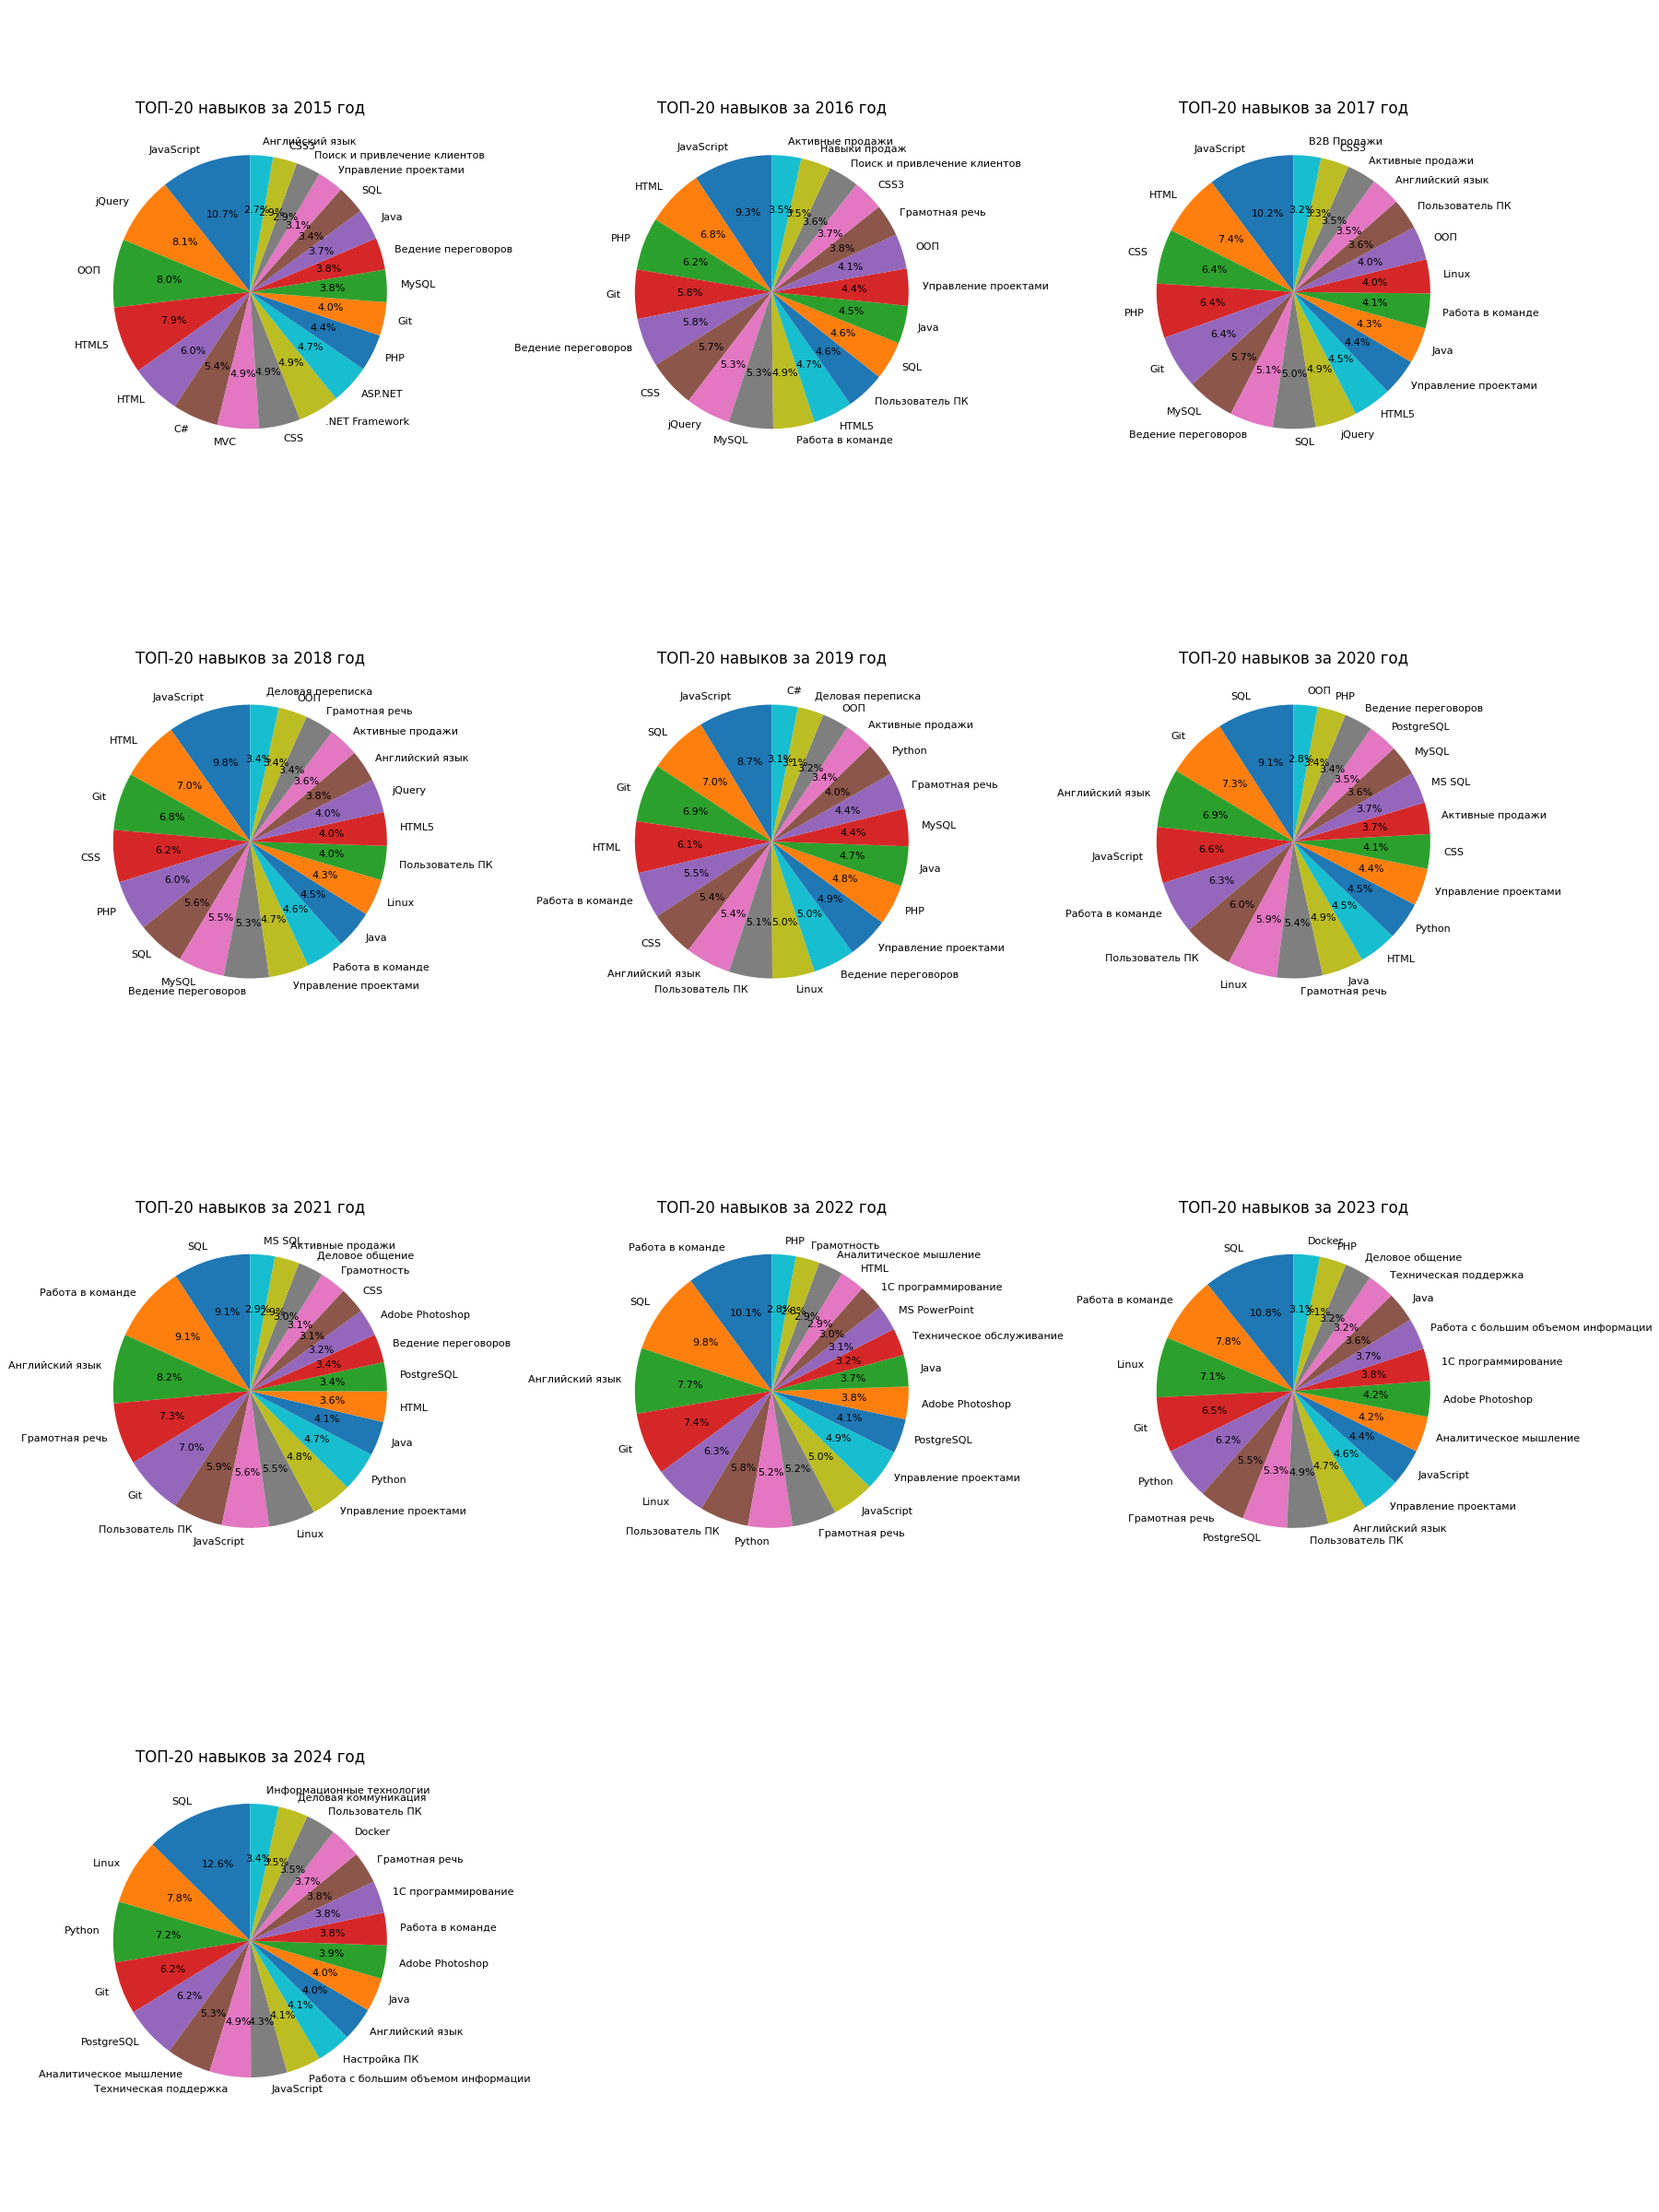 ТОП-20 навыков за 2015 год
JavaScript
10.7%
jQuery
8.1%
ООП
8.0%
HTML5
7.9%
HTML
6.0%
C#
5.4%
MVC
4.9%
CSS
4.9%
.NET Framework
4.9%
ASP.NET
4.7%
PHP
4.4%
Git
4.0%
MySQL
3.8%
Ведение переговоров
3.8%
Java
3.7%
SQL
3.4%
Управление проектами
3.1%
Поиск и привлечение клиентов
2.9%
CSS3
2.9%
Английский язык
2.7%
ТОП-20 навыков за 2016 год
JavaScript
9.3%
HTML
6.8%
PHP
6.2%
Git
5.8%
Ведение переговоров
5.8%
CSS
5.7%
jQuery
5.3%
MySQL
5.3%
Работа в команде
4.9%
HTML5
4.7%
Пользователь ПК
4.6%
SQL
4.6%
Java
4.5%
Управление проектами
4.4%
ООП
4.1%
Грамотная речь
3.8%
CSS3
3.7%
Поиск и привлечение клиентов
3.6%
Навыки продаж
3.5%
Активные продажи
3.5%
ТОП-20 навыков за 2017 год
JavaScript
10.2%
HTML
7.4%
CSS
6.4%
PHP
6.4%
Git
6.4%
MySQL
5.7%
Ведение переговоров
5.1%
SQL
5.0%
jQuery
4.9%
HTML5
4.5%
Управление проектами
4.4%
Java
4.3%
Работа в команде
4.1%
Linux
4.0%
ООП
4.0%
Пользователь ПК
3.6%
Английский язык
3.5%
Активные продажи
3.5%
CSS3
3.3%
B2B Продажи
3.2%
ТОП-20 навыков за 2018 год
JavaScript
9.8%
HTML
7.0%
Git
6.8%
CSS
6.2%
PHP
6.0%
SQL
5.6%
MySQL
5.5%
Ведение переговоров
5.3%
Управление проектами
4.7%
Работа в команде
4.6%
Java
4.5%
Linux
4.3%
Пользователь ПК
4.0%
HTML5
4.0%
jQuery
4.0%
Английский язык
3.8%
Активные продажи
3.6%
Грамотная речь
3.4%
ООП
3.4%
Деловая переписка
3.4%
ТОП-20 навыков за 2019 год
JavaScript
8.7%
SQL
7.0%
Git
6.9%
HTML
6.1%
Работа в команде
5.5%
CSS
5.4%
Английский язык
5.4%
Пользователь ПК
5.1%
Linux
5.0%
Ведение переговоров
5.0%
Управление проектами
4.9%
PHP
4.8%
Java
4.7%
MySQL
4.4%
Грамотная речь
4.4%
Python
4.0%
Активные продажи
3.4%
ООП
3.2%
Деловая переписка
3.1%
C#
3.1%
ТОП-20 навыков за 2020 год
SQL
9.1%
Git
7.3%
Английский язык
6.9%
JavaScript
6.6%
Работа в команде
6.3%
Пользователь ПК
6.0%
Linux
5.9%
Грамотная речь
5.4%
Java
4.9%
HTML
4.5%
Python
4.5%
Управление проектами
4.4%
CSS
4.1%
Активные продажи
3.7%
MS SQL
3.7%
MySQL
3.6%
PostgreSQL
3.5%
Ведение переговоров
3.4%
PHP
3.4%
ООП
2.8%
ТОП-20 навыков за 2021 год
SQL
9.1%
Работа в команде
9.1%
Английский язык
8.2%
Грамотная речь
7.3%
Git
7.0%
Пользователь ПК
5.9%
JavaScript
5.6%
Linux
5.5%
Управление проектами
4.8%
Python
4.7%
Java
4.1%
HTML
3.6%
PostgreSQL
3.4%
Ведение переговоров
3.4%
Adobe Photoshop
3.2%
CSS
3.1%
Грамотность
3.1%
Деловое общение
3.0%
Активные продажи
2.9%
MS SQL
2.9%
ТОП-20 навыков за 2022 год
Работа в команде
10.1%
SQL
9.8%
Английский язык
7.7%
Git
7.4%
Linux
6.3%
Пользователь ПК
5.8%
Python
5.2%
Грамотная речь
5.2%
JavaScript
5.0%
Управление проектами
4.9%
PostgreSQL
4.1%
Adobe Photoshop
3.8%
Java
3.7%
Техническое обслуживание
3.2%
MS PowerPoint
3.1%
1С программирование
3.0%
HTML
2.9%
Аналитическое мышление
2.9%
Грамотность
2.8%
PHP
2.8%
ТОП-20 навыков за 2023 год
SQL
10.8%
Работа в команде
7.8%
Linux
7.1%
Git
6.5%
Python
6.2%
Грамотная речь
5.5%
PostgreSQL
5.3%
Пользователь ПК
4.9%
Английский язык
4.7%
Управление проектами
4.6%
JavaScript
4.4%
Аналитическое мышление
4.2%
Adobe Photoshop
4.2%
1С программирование
3.8%
Работа с большим объемом информации
3.7%
Java
3.6%
Техническая поддержка
3.2%
Деловое общение
3.2%
PHP
3.1%
Docker
3.1%
ТОП-20 навыков за 2024 год
SQL
12.6%
Linux
7.8%
Python
7.2%
Git
6.2%
PostgreSQL
6.2%
Аналитическое мышление
5.3%
Техническая поддержка
4.9%
JavaScript
4.3%
Работа с большим объемом информации
4.1%
Настройка ПК
4.1%
Английский язык
4.0%
Java
4.0%
Adobe Photoshop
3.9%
Работа в команде
3.8%
1С программирование
3.8%
Грамотная речь
3.8%
Docker
3.7%
Пользователь ПК
3.5%
Деловая коммуникация
3.5%
Информационные технологии
3.4%